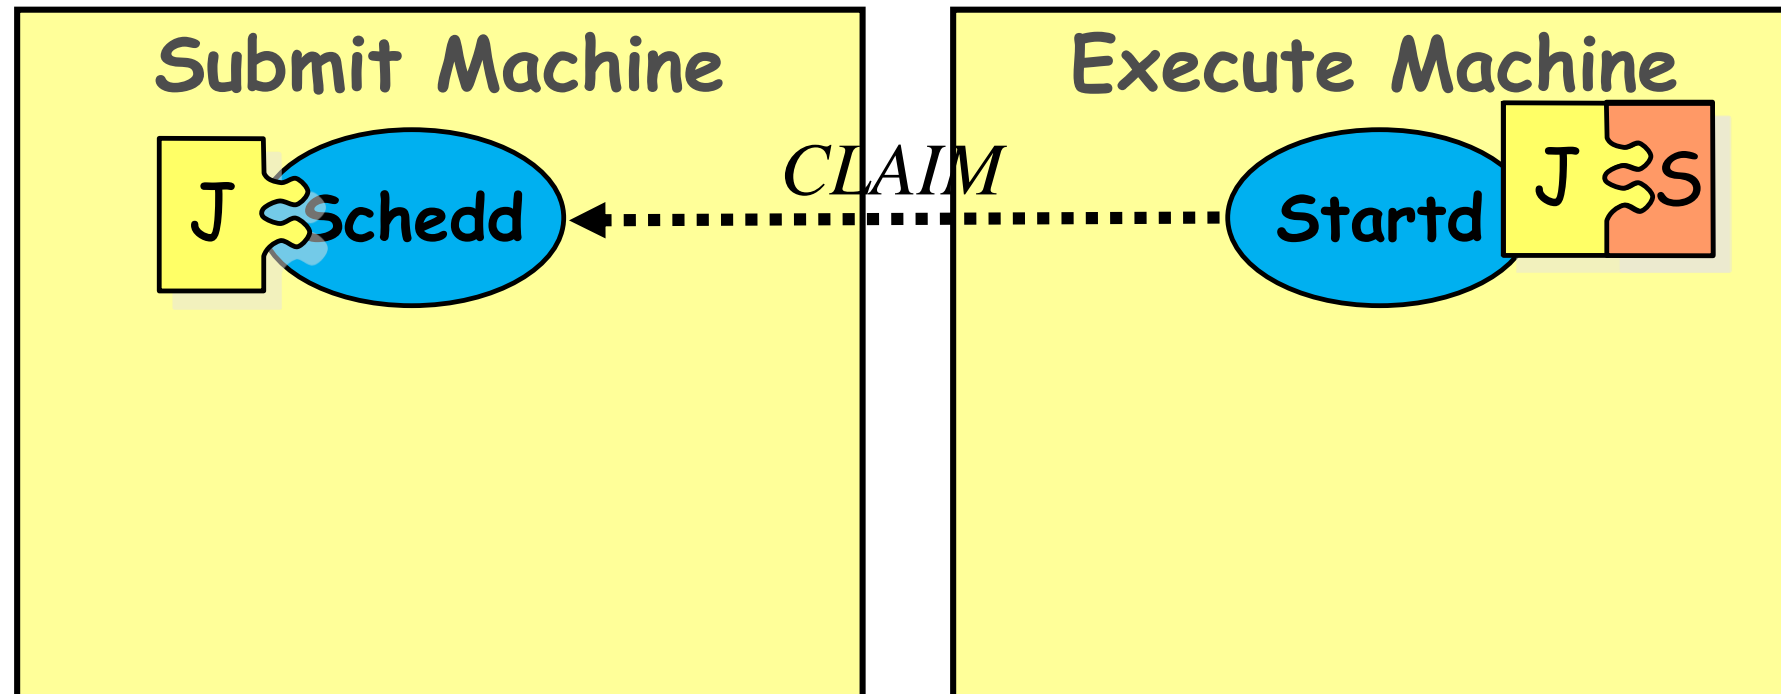 Submit Machine
Execute Machine
CLAIM
J
Schedd
Startd
J
S